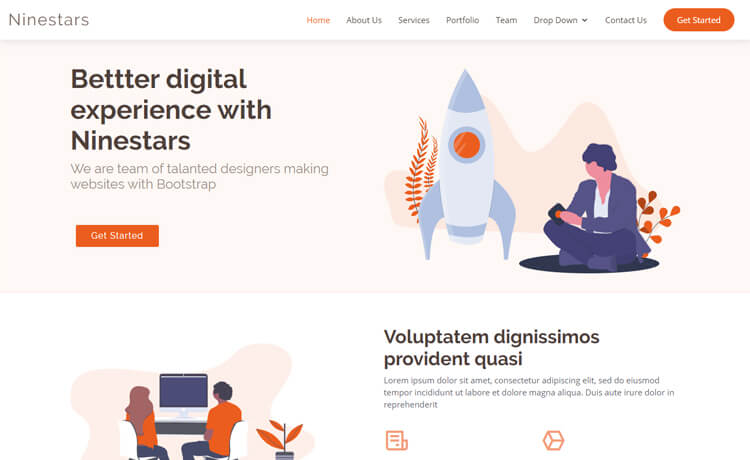 Ninestars
Home About Us Services Portfolio Team Drop Down Contact Us Get Started
Bettter digital
experience with
Ninestars
We are team of talanted designers making
websites with Bootstrap
Get Started
Voluptatem dignissimos
provident quasi
Lorem ipsum dolor sit amet, consectetur adipiscing elit, sed do eiusmod
tempor incididunt ut labore et dolore magna aliqua. Duis aute irure dolor in
reprehenderit